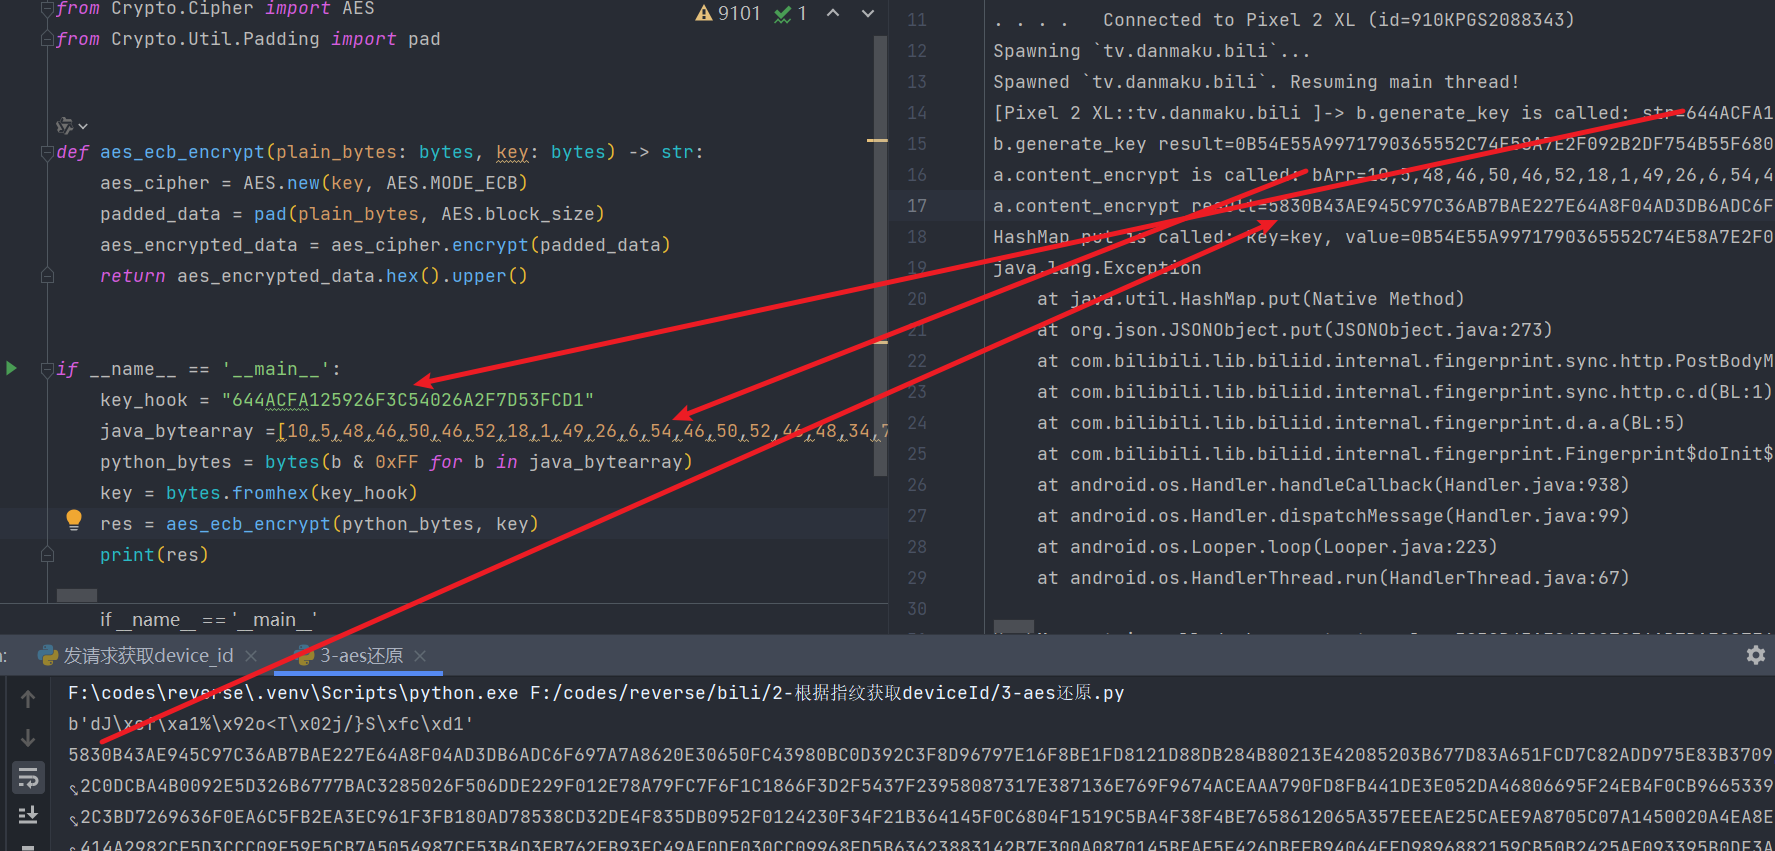 from Crypto.Cipher import AES
from Crypto.Util.Padding import pad
9101 1
def aes_ecb_encrypt(plain_bytes: bytes, key: bytes) -> str:
aes_cipher = AES.new(key, AES.MODE_ECB)
padded_data = pad(plain_bytes, AES.block_size)
aes_encrypted_data = aes_cipher.encrypt(padded_data)
return aes_encrypted_data.hex().upper()
if __name__ == '__main__':
key_hook = "644ACFA125926F3C54026A2F7D53FCD1"
java_bytearray =[10,5,48,46,50,46,52,18,1,49,26,6,54,46,50,52,46,48,34,7
python_bytes = bytes(b & 0xFF for b in java_bytearray)
key = bytes.fromhex(key_hook)
res = aes_ecb_encrypt(python_bytes, key)
print(res)
if __name__ == '__main__'
11 . . . . Connected to Pixel 2 XL (id=910KPGS2088343)
12 Spawning `tv.danmaku.bili`...
13 Spawned `tv.danmaku.bili`. Resuming main thread!
14 [Pixel 2 XL::tv.danmaku.bili ]-> b.generate_key is called: str=644ACFA1
15 b.generate_key result=0B54E55A9971790365552C74E58A7E2F092B2DF754B55F680
16 a.content_encrypt is called: bArr=10,5,48,46,50,46,52,18,1,49,26,6,54,4
17 a.content_encrypt result=5830B43AE945C97C36AB7BAE227E64A8F04AD3DB6ADC6F
18 HashMap.put is called: key=key, value=0B54E55A9971790365552C74E58A7E2F0
19 java.lang.Exception
20 at java.util.HashMap.put(Native Method)
21 at org.json.JSONObject.put(JSONObject.java:273)
22 at com.bilibili.lib.biliid.internal.fingerprint.sync.http.PostBodyM
23 at com.bilibili.lib.biliid.internal.fingerprint.sync.http.c.d(BL:1)
24 at com.bilibili.lib.biliid.internal.fingerprint.d.a.a(BL:5)
25 at com.bilibili.lib.biliid.internal.fingerprint.Fingerprint$doInit$
26 at android.os.Handler.handleCallback(Handler.java:938)
27 at android.os.Handler.dispatchMessage(Handler.java:99)
28 at android.os.Looper.loop(Looper.java:223)
29 at android.os.HandlerThread.run(HandlerThread.java:67)
30
发请求获取device_id 3-aes还原
F:\codes\reverse\.venv\Scripts\python.exe F:/codes/reverse/bili/2-根据指纹获取deviceId/3-aes还原.py
b'dJ\xcf\xa1%\x92o<T\x02j/}S\xfc\xd1'
5830B43AE945C97C36AB7BAE227E64A8F04AD3DB6ADC6F697A7A8620E30650FC43980BC0D392C3F8D96797E16F8BE1FD8121D88DB284B80213E42085203B677D83A651FCD7C82ADD975E83B3709
2C0DCBA4B0092E5D326B6777BAC3285026F506DDE229F012E78A79FC7F6F1C1866F3D2F5437F23958087317E387136E769F9674ACEAAA790FD8FB441DE3E052DA46806695F24EB4F0CB9665339
2C3BD7269636F0EA6C5FB2EA3EC961F3FB180AD78538CD32DE4F835DB0952F0124230F34F21B364145F0C6804F1519C5BA4F38F4BE7658612065A357EEEAE25CAEE9A8705C07A1450020A4EA8E